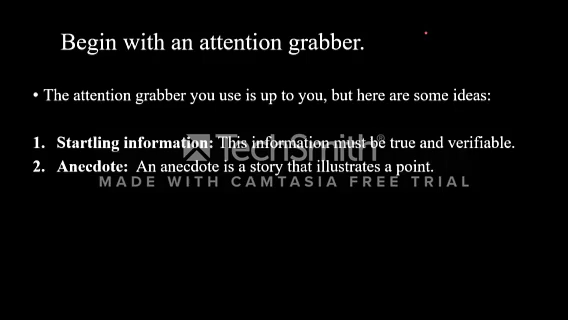 Begin with an attention grabber.
• The attention grabber you use is up to you, but here are some ideas:
1. Startling information: This information must be true and verifiable.
TechSmith®
2. Anecdote: An anecdote is a story that illustrates a point.
MADE WITH CAMTASIA FREE TRIAL